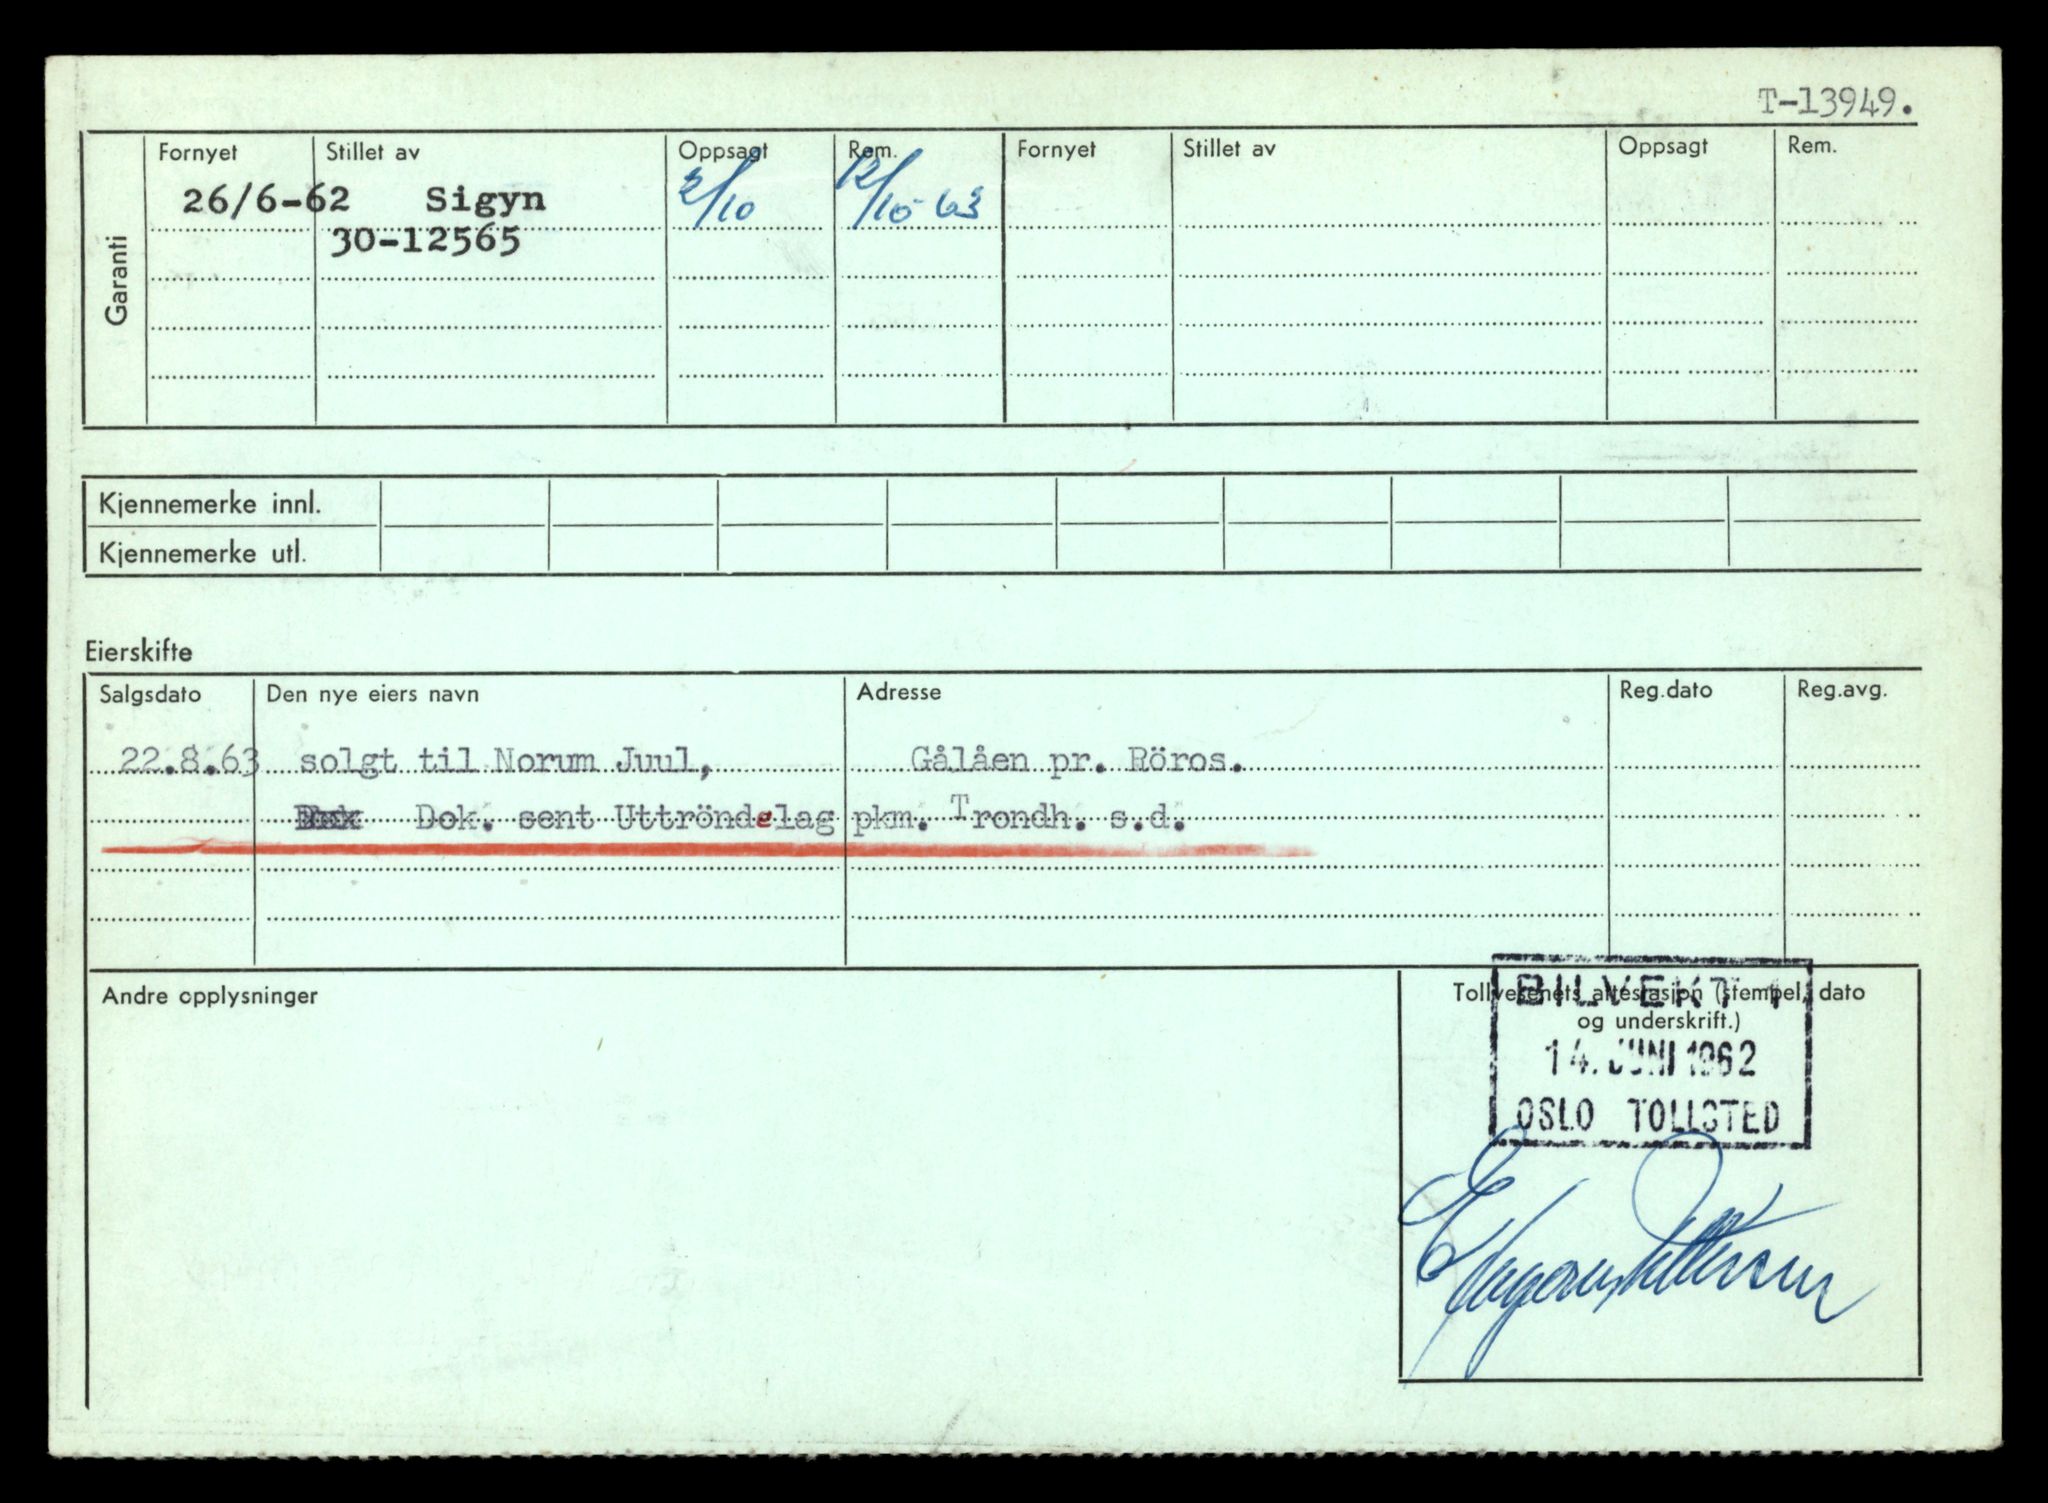 T-13949.
Garanti
Fornyet Stillet av Oppsagt Rem. Fornyet Stillet av Oppsagt Rem.
26/6-62 Sigyn 2/10 12/10 63
30-12565
Kjennemerke innl.
Kjennemerke utl.
Eierskifte
Salgsdato Den nye eiers navn Adresse Reg.dato Reg.avg.
22.8.63 solgt til Norum Juul, Gålåen pr. Röros.
Dok. sent Uttröndelag pkm. Trondh. s.d.
Andre opplysninger
Tollvesenets attestasjon (stempel, dato
og underskrift.)
BILVEKT 1
14. JUNI 1962
OSLO TOLLSTED